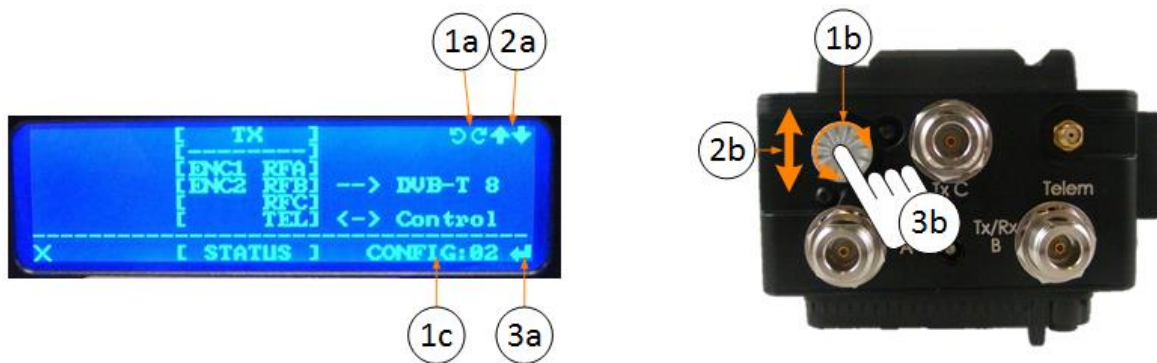 1a 2a
[ TX ]
[ENC1 RFA]
[ENC2 RFB] --> DVB-T 8
[ RFC]
[ TEL] <-> Control
X [ STATUS ] CONFIG:02
1c 3a
1b
2b
Tx C
Telem
3b
A
Tx/Rx
B